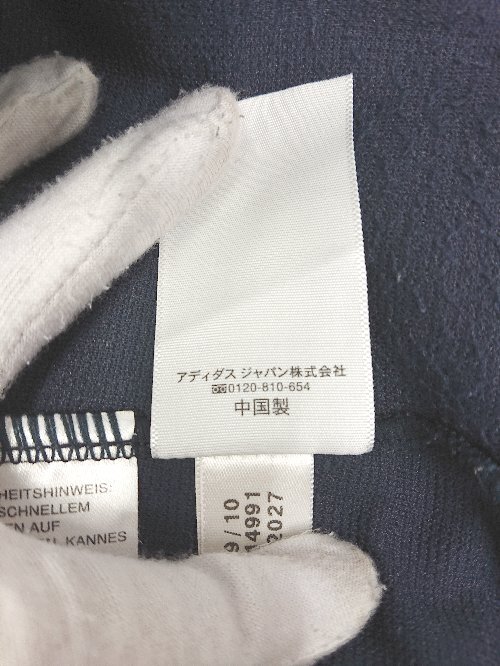 アディダス ジャパン株式会社
0120-810-654
中国製
HEITSHINWEIS:
SCHNELLEM
EN AUF
KANNES
9/10
14991
2027